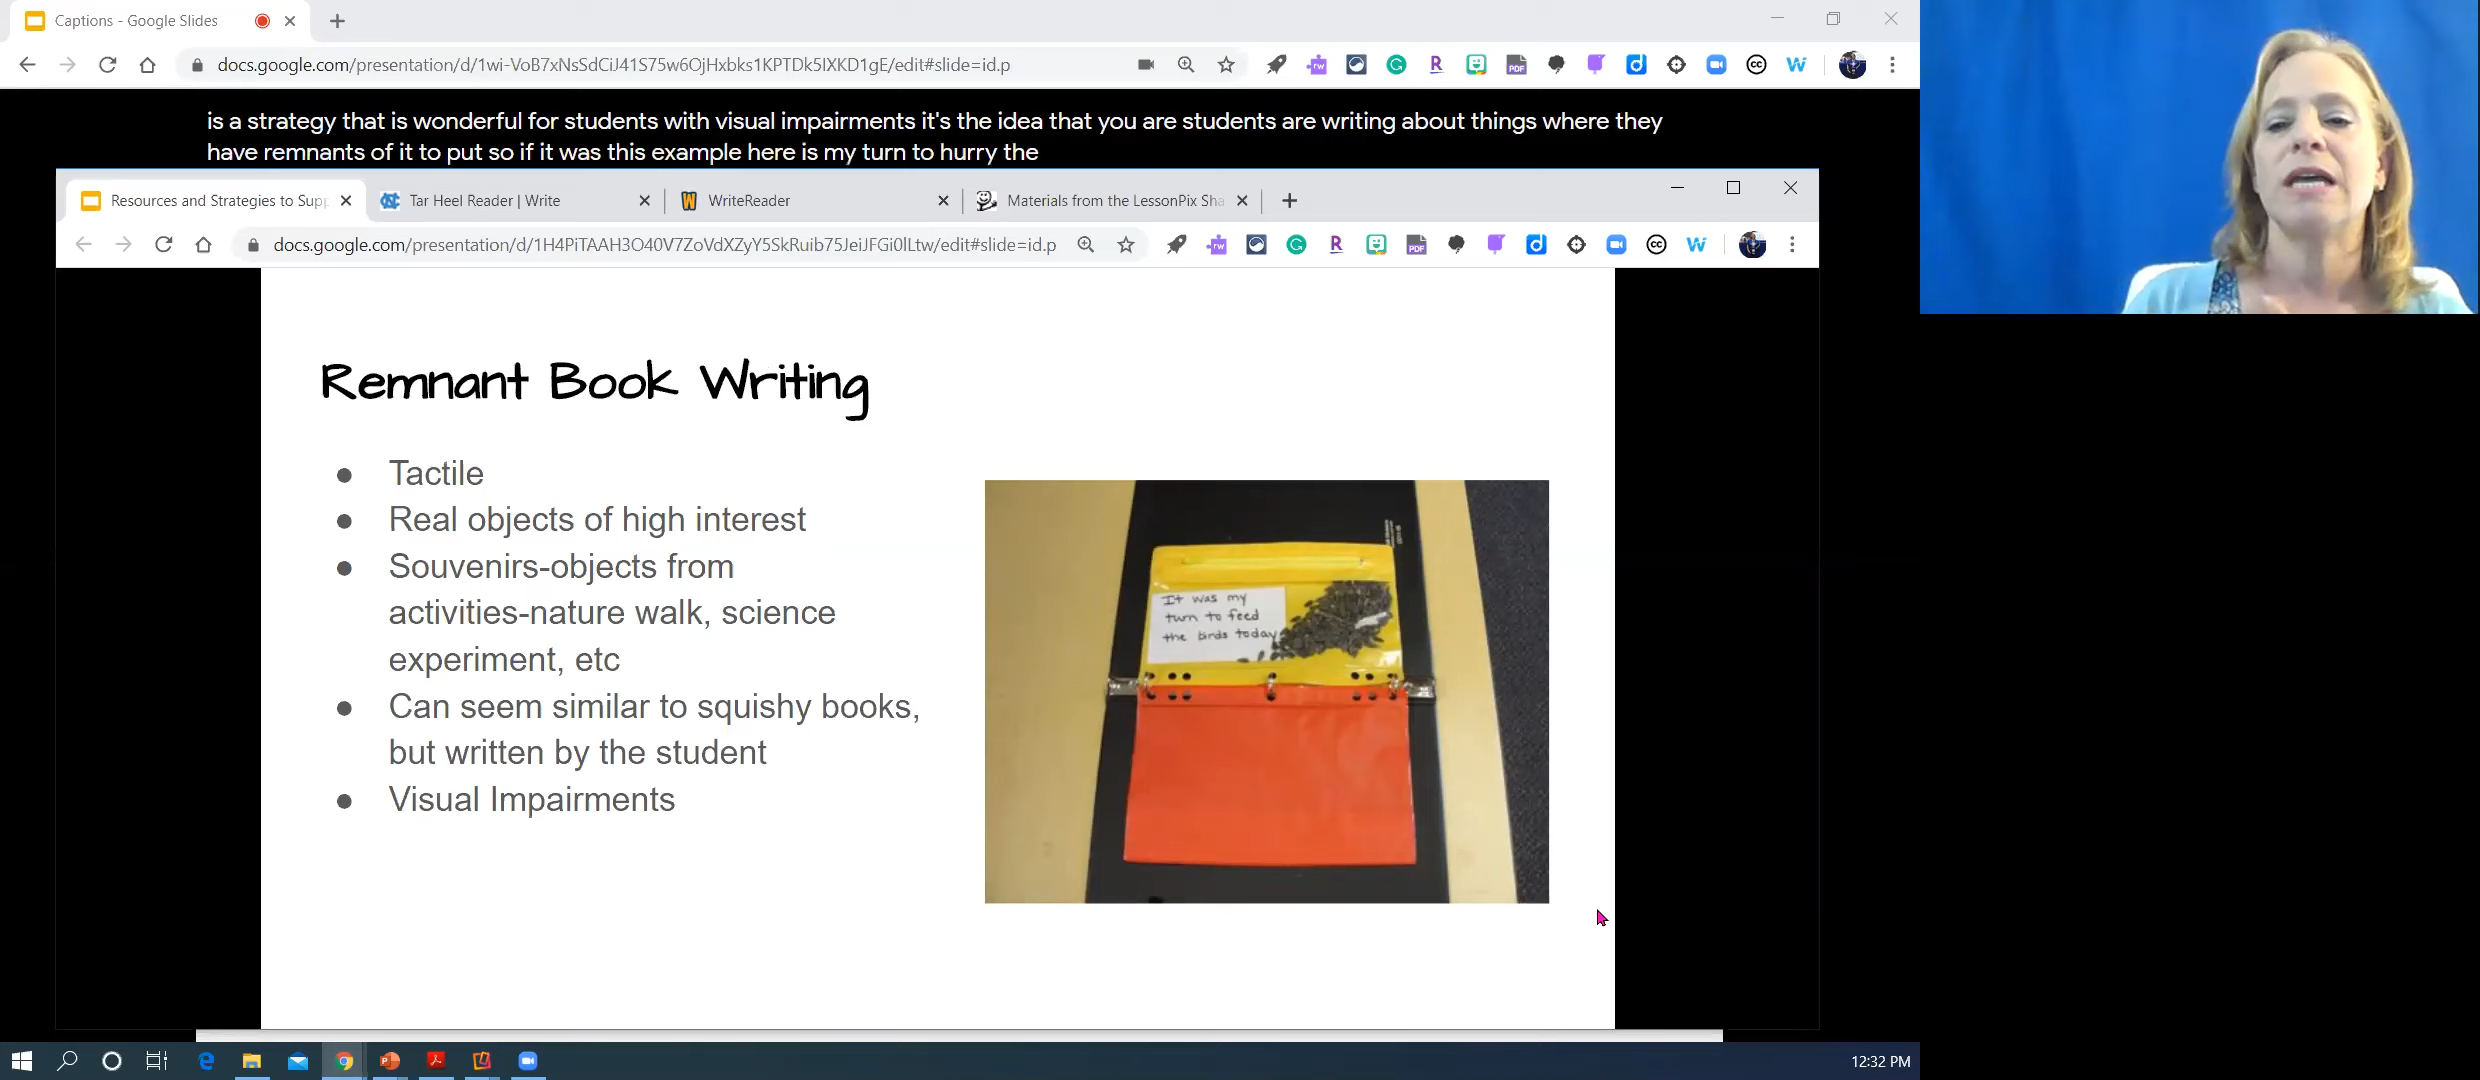 Captions - Google Slides
docs.google.com/presentation/d/1wi-VoB7xNsSdCiJ41S75w6OjHxbks1KPTDk5IXKD1gE/edit#slide=id.p
is a strategy that is wonderful for students with visual impairments it's the idea that you are students are writing about things where they
have remnants of it to put so if it was this example here is my turn to hurry the
Resources and Strategies to Supp
Tar Heel Reader | Write
WriteReader
Materials from the LessonPix Sha
docs.google.com/presentation/d/1H4PiTAAH3O40V7ZoVdXZyY5SkRuib75JeiJFGi0lLtw/edit#slide=id.p
Remnant Book Writing
● Tactile
● Real objects of high interest
● Souvenirs-objects from
activities-nature walk, science
experiment, etc
● Can seem similar to squishy books,
but written by the student
● Visual Impairments
It was my
turn to feed
the birds today
12:32 PM